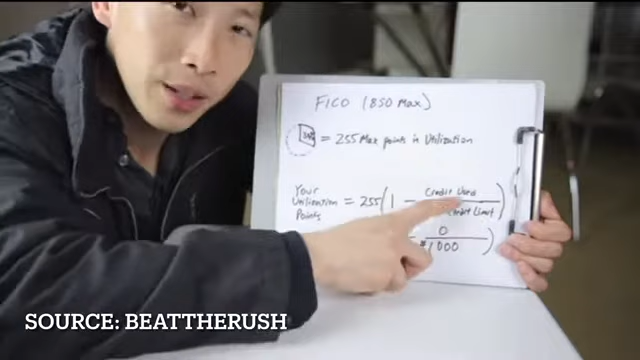 FICO (850 Max)
30% = 255 Max points in Utilization
Your Utilization Points = 255 (1 - Credit Used / Credit Limit)
0 / $1000 )
SOURCE: BEATTHERUSH